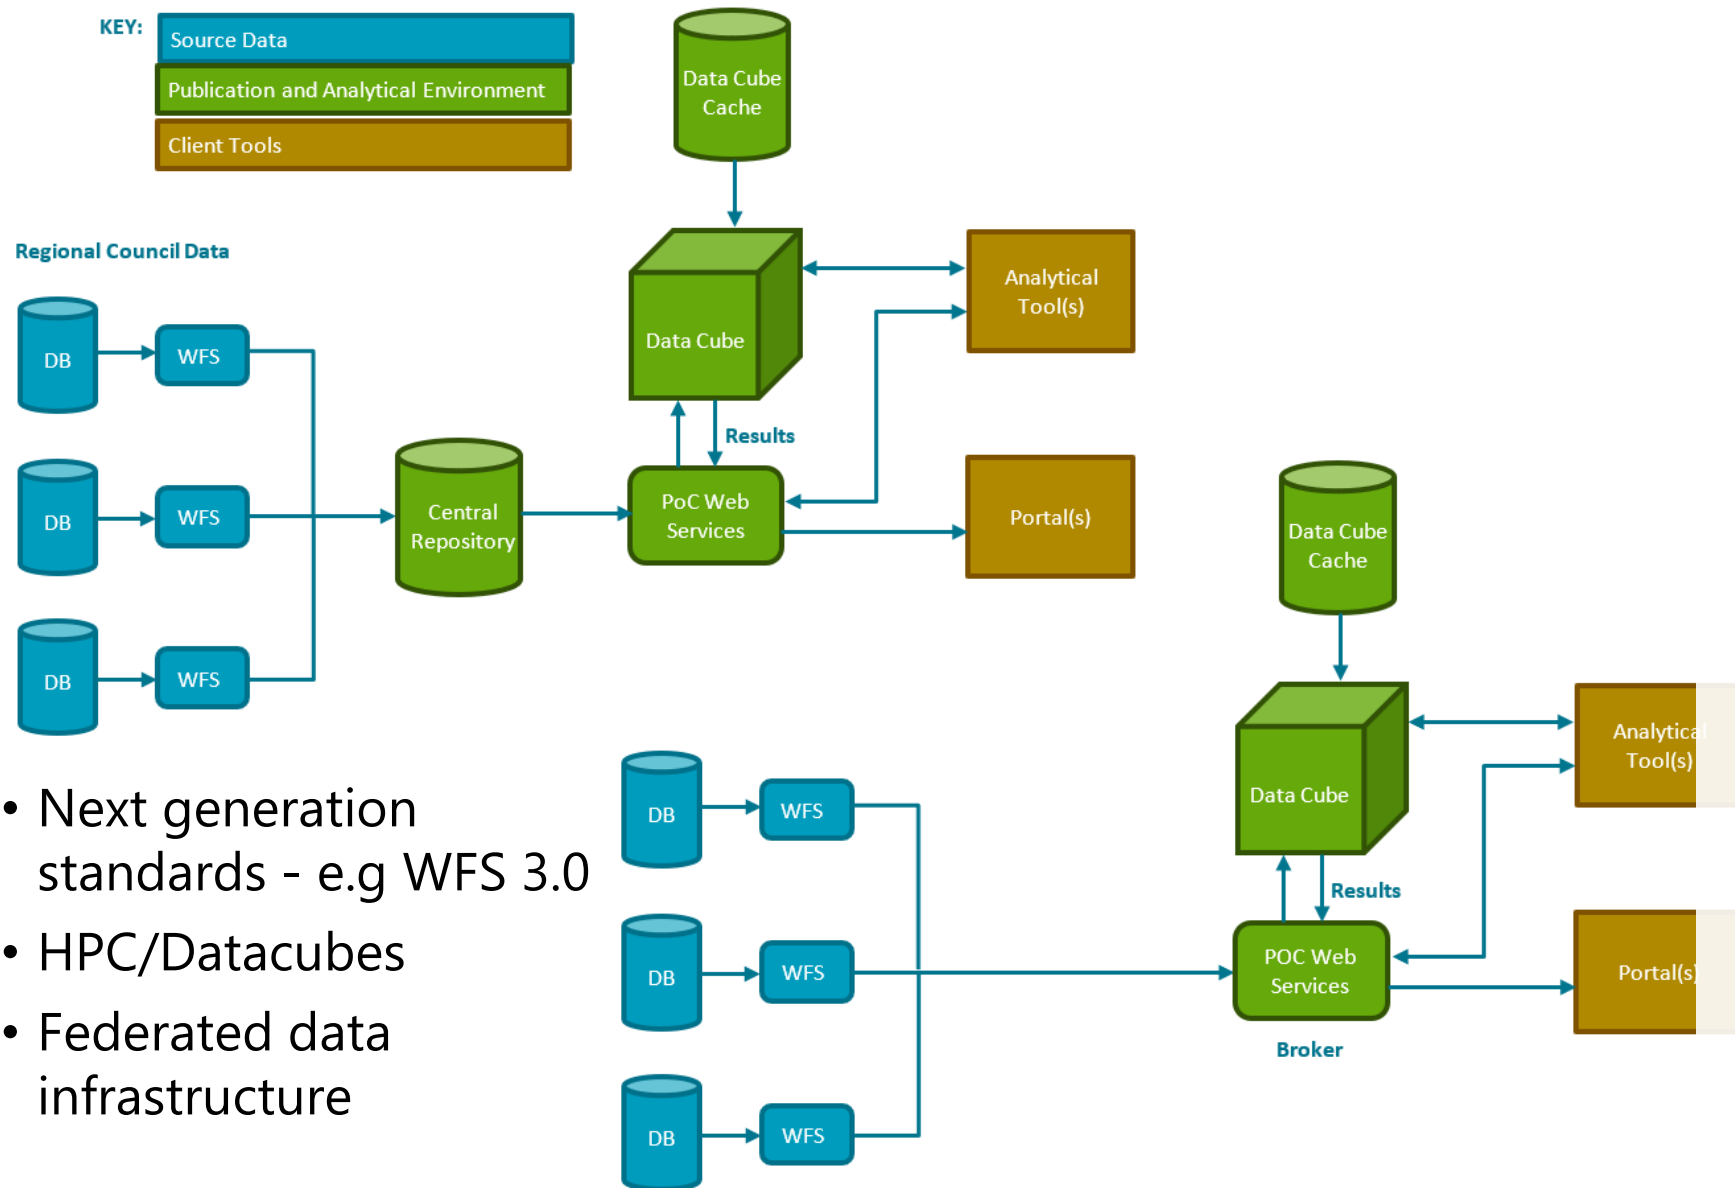 KEY:
Source Data
Publication and Analytical Environment
Client Tools
Data Cube
Cache
Regional Council Data
DB
WFS
DB
WFS
DB
WFS
Central
Repository
Data Cube
Results
PoC Web
Services
Analytical
Tool(s)
Portal(s)
• Next generation
standards - e.g WFS 3.0
• HPC/Datacubes
• Federated data
infrastructure
DB
WFS
DB
WFS
DB
WFS
Data Cube
Cache
Data Cube
Results
POC Web
Services
Broker
Analytical
Tool(s)
Portal(s)